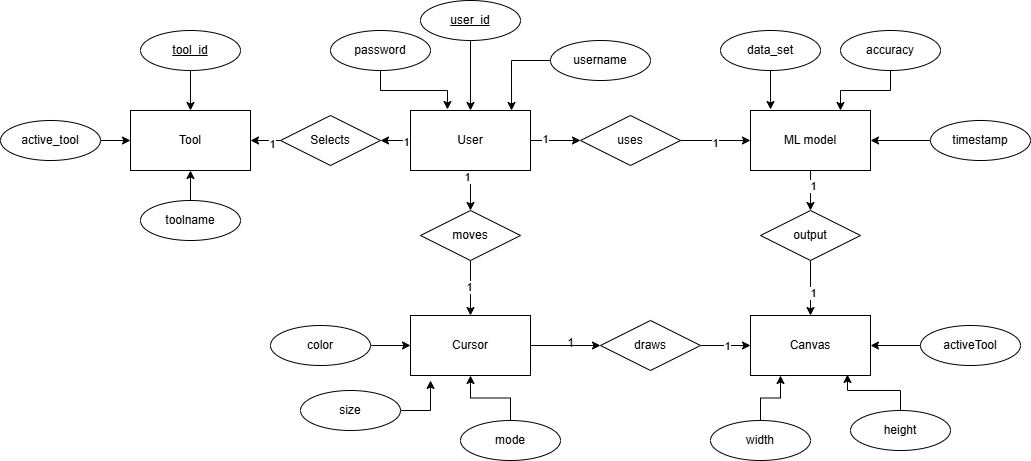 user_id
tool_id
password
data_set
accuracy
username
active_tool
Tool
1
Selects
1
User
1
uses
1
ML model
timestamp
1
1
toolname
moves
output
1
1
color
Cursor
1
draws
1
Canvas
activeTool
size
mode
width
height